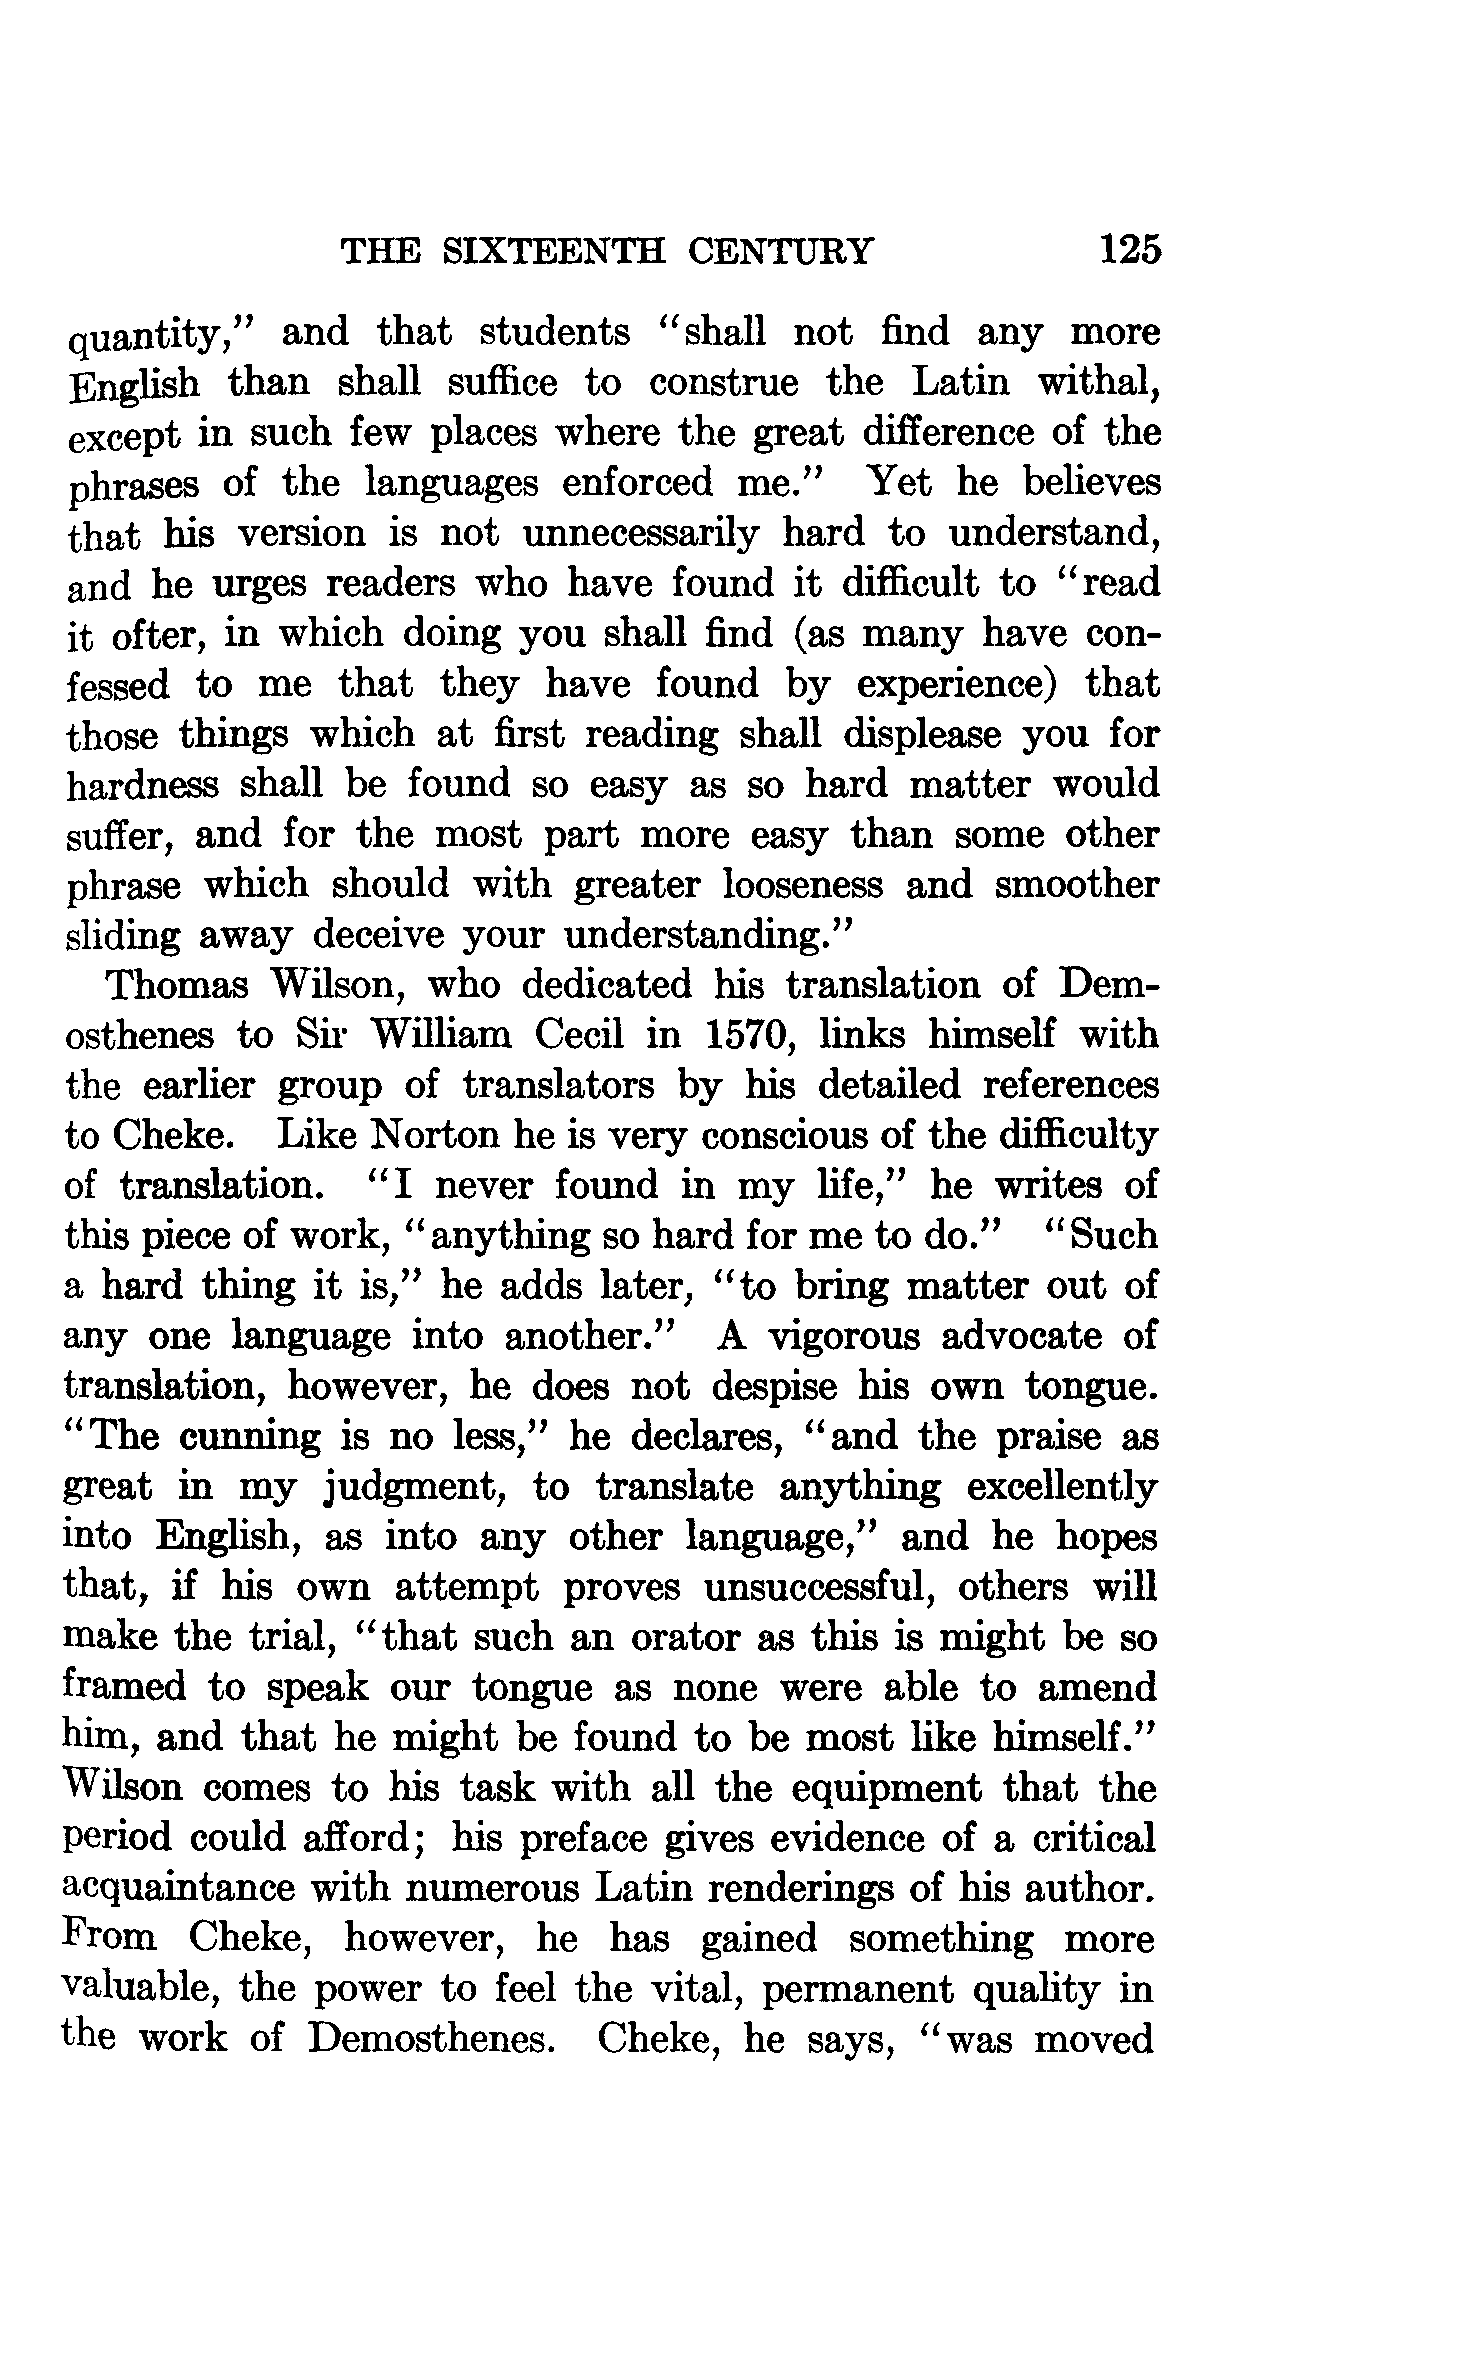 THE SIXTEENTH CENTURY 125
quantity,” and that students “shall not find any more
English than shall suffice to construe the Latin withal,
except in such few places where the great difference of the
phrases of the languages enforced me.” Yet he believes
that his version is not unnecessarily hard to understand,
and he urges readers who have found it difficult to “read
it ofter, in which doing you shall find (as many have con-
fessed to me that they have found by experience) that
those things which at first reading shall displease you for
hardness shall be found so easy as so hard matter would
suffer, and for the most part more easy than some other
phrase which should with greater looseness and smoother
sliding away deceive your understanding.”
Thomas Wilson, who dedicated his translation of Dem-
osthenes to Sir William Cecil in 1570, links himself with
the earlier group of translators by his detailed references
to Cheke. Like Norton he is very conscious of the difficulty
of translation. “I never found in my life,” he writes of
this piece of work, “anything so hard for me to do.” “Such
a hard thing it is,” he adds later, “to bring matter out of
any one language into another.” A vigorous advocate of
translation, however, he does not despise his own tongue.
“The cunning is no less,” he declares, “and the praise as
great in my judgment, to translate anything excellently
into English, as into any other language,” and he hopes
that, if his own attempt proves unsuccessful, others will
make the trial, “that such an orator as this is might be so
framed to speak our tongue as none were able to amend
him, and that he might be found to be most like himself.”
Wilson comes to his task with all the equipment that the
period could afford; his preface gives evidence of a critical
acquaintance with numerous Latin renderings of his author.
From Cheke, however, he has gained something more
valuable, the power to feel the vital, permanent quality in
the work of Demosthenes. Cheke, he says, “was moved